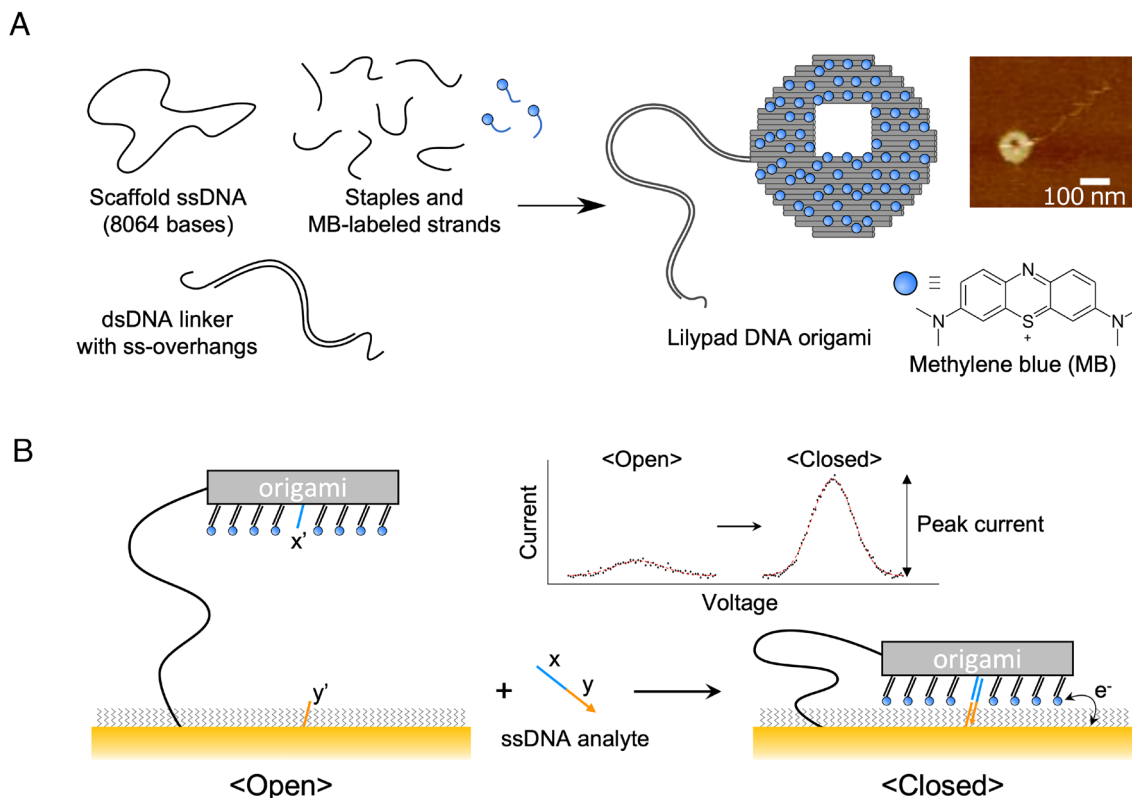 A
Scaffold ssDNA
(8064 bases)
Staples and
MB-labeled strands
dsDNA linker
with ss-overhangs
Lilypad DNA origami
100 nm
≡
N
N
S
+
N
Methylene blue (MB)
B
origami
x’
y’
<Open>
<Open>
<Closed>
Current
Voltage
Peak current
+
x
y
ssDNA analyte
origami
e-
<Closed>